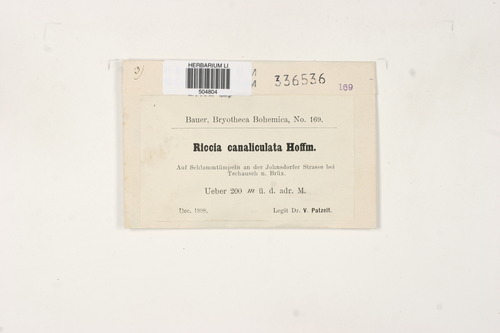 HERBARIUM LI
504804
336536
169
Bauer, Bryotheca Bohemica, No. 169.
Riccia canaliculata Hoffm.
Auf Schlammtümpeln an der Johnsdorfer Strasse bei
Tschausch n. Brüx.
Ueber 200 m ü. d. adr. M.
Dec. 1898. Legit Dr. V. Patzelt.